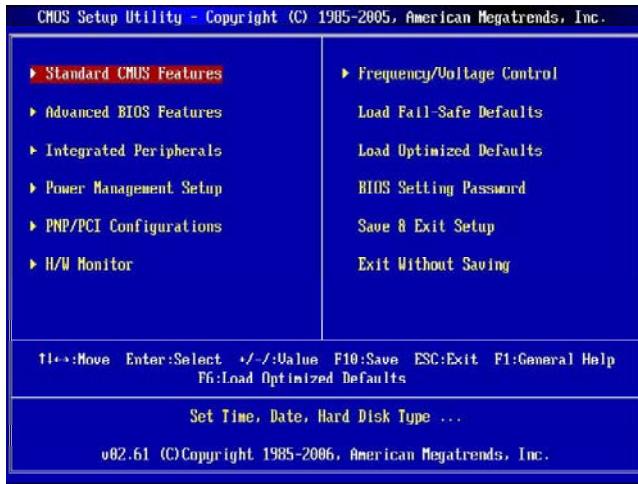 CMOS Setup Utility - Copyright (C) 1985-2005, American Megatrends, Inc.
▶ Standard CMOS Features
▶ Advanced BIOS Features
▶ Integrated Peripherals
▶ Power Management Setup
▶ PNP/PCI Configurations
▶ H/W Monitor
▶ Frequency/Voltage Control
Load Fail-Safe Defaults
Load Optimized Defaults
BIOS Setting Password
Save & Exit Setup
Exit Without Saving
↑↓←→:Move Enter:Select +/-/:Value F10:Save ESC:Exit F1:General Help
F6:Load Optimized Defaults
Set Time, Date, Hard Disk Type ...
v02.61 (C)Copyright 1985-2006, American Megatrends, Inc.